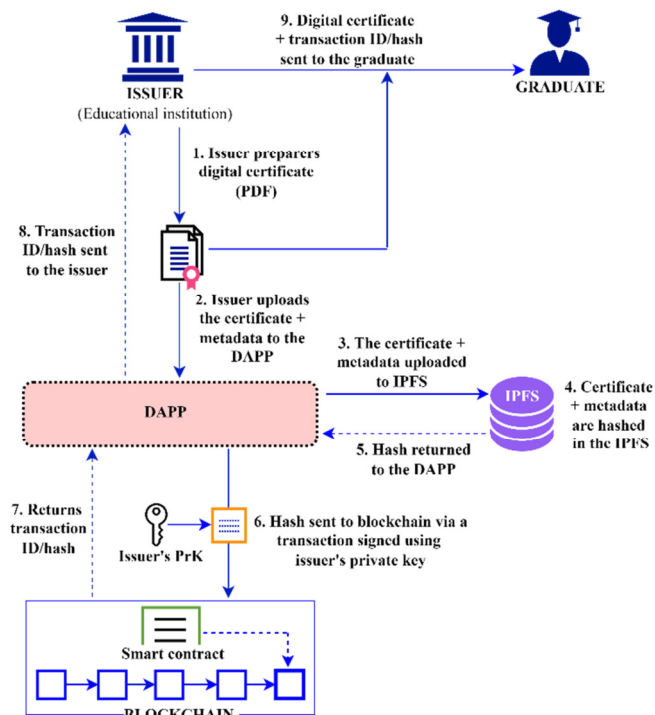 9. Digital certificate
+ transaction ID/hash
sent to the graduate
ISSUER
(Educational institution)
GRADUATE
1. Issuer preparers
digital certificate
(PDF)
8. Transaction
ID/hash sent
to the issuer
2. Issuer uploads
the certificate +
metadata to the
DAPP
3. The certificate +
metadata uploaded
to IPFS
IPFS
4. Certificate
+ metadata
are hashed
in the IPFS
DAPP
5. Hash returned
to the DAPP
7. Returns
transaction
ID/hash
Issuer's PrK
6. Hash sent to blockchain via a
transaction signed using
issuer's private key
Smart contract
BLOCKCHAIN